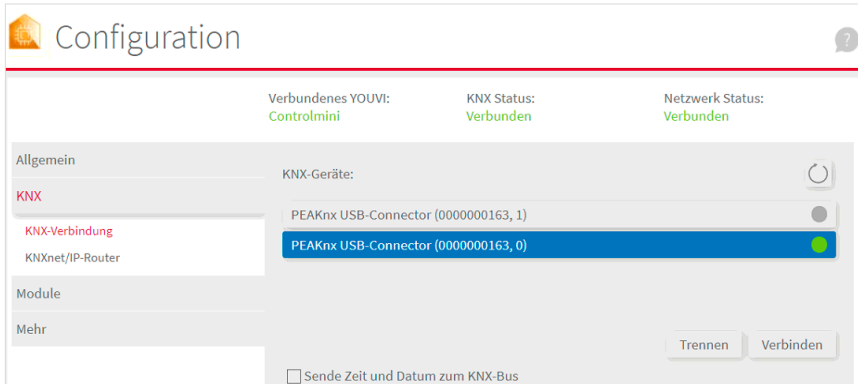 Configuration
?
Verbundenes YOUVI: KNX Status: Netzwerk Status:
Controlmini Verbunden Verbunden
Allgemein
KNX
KNX-Verbindung
KNXnet/IP-Router
Module
Mehr
KNX-Geräte:
PEAKnx USB-Connector (0000000163, 1)
PEAKnx USB-Connector (0000000163, 0)
Trennen Verbinden
Sende Zeit und Datum zum KNX-Bus